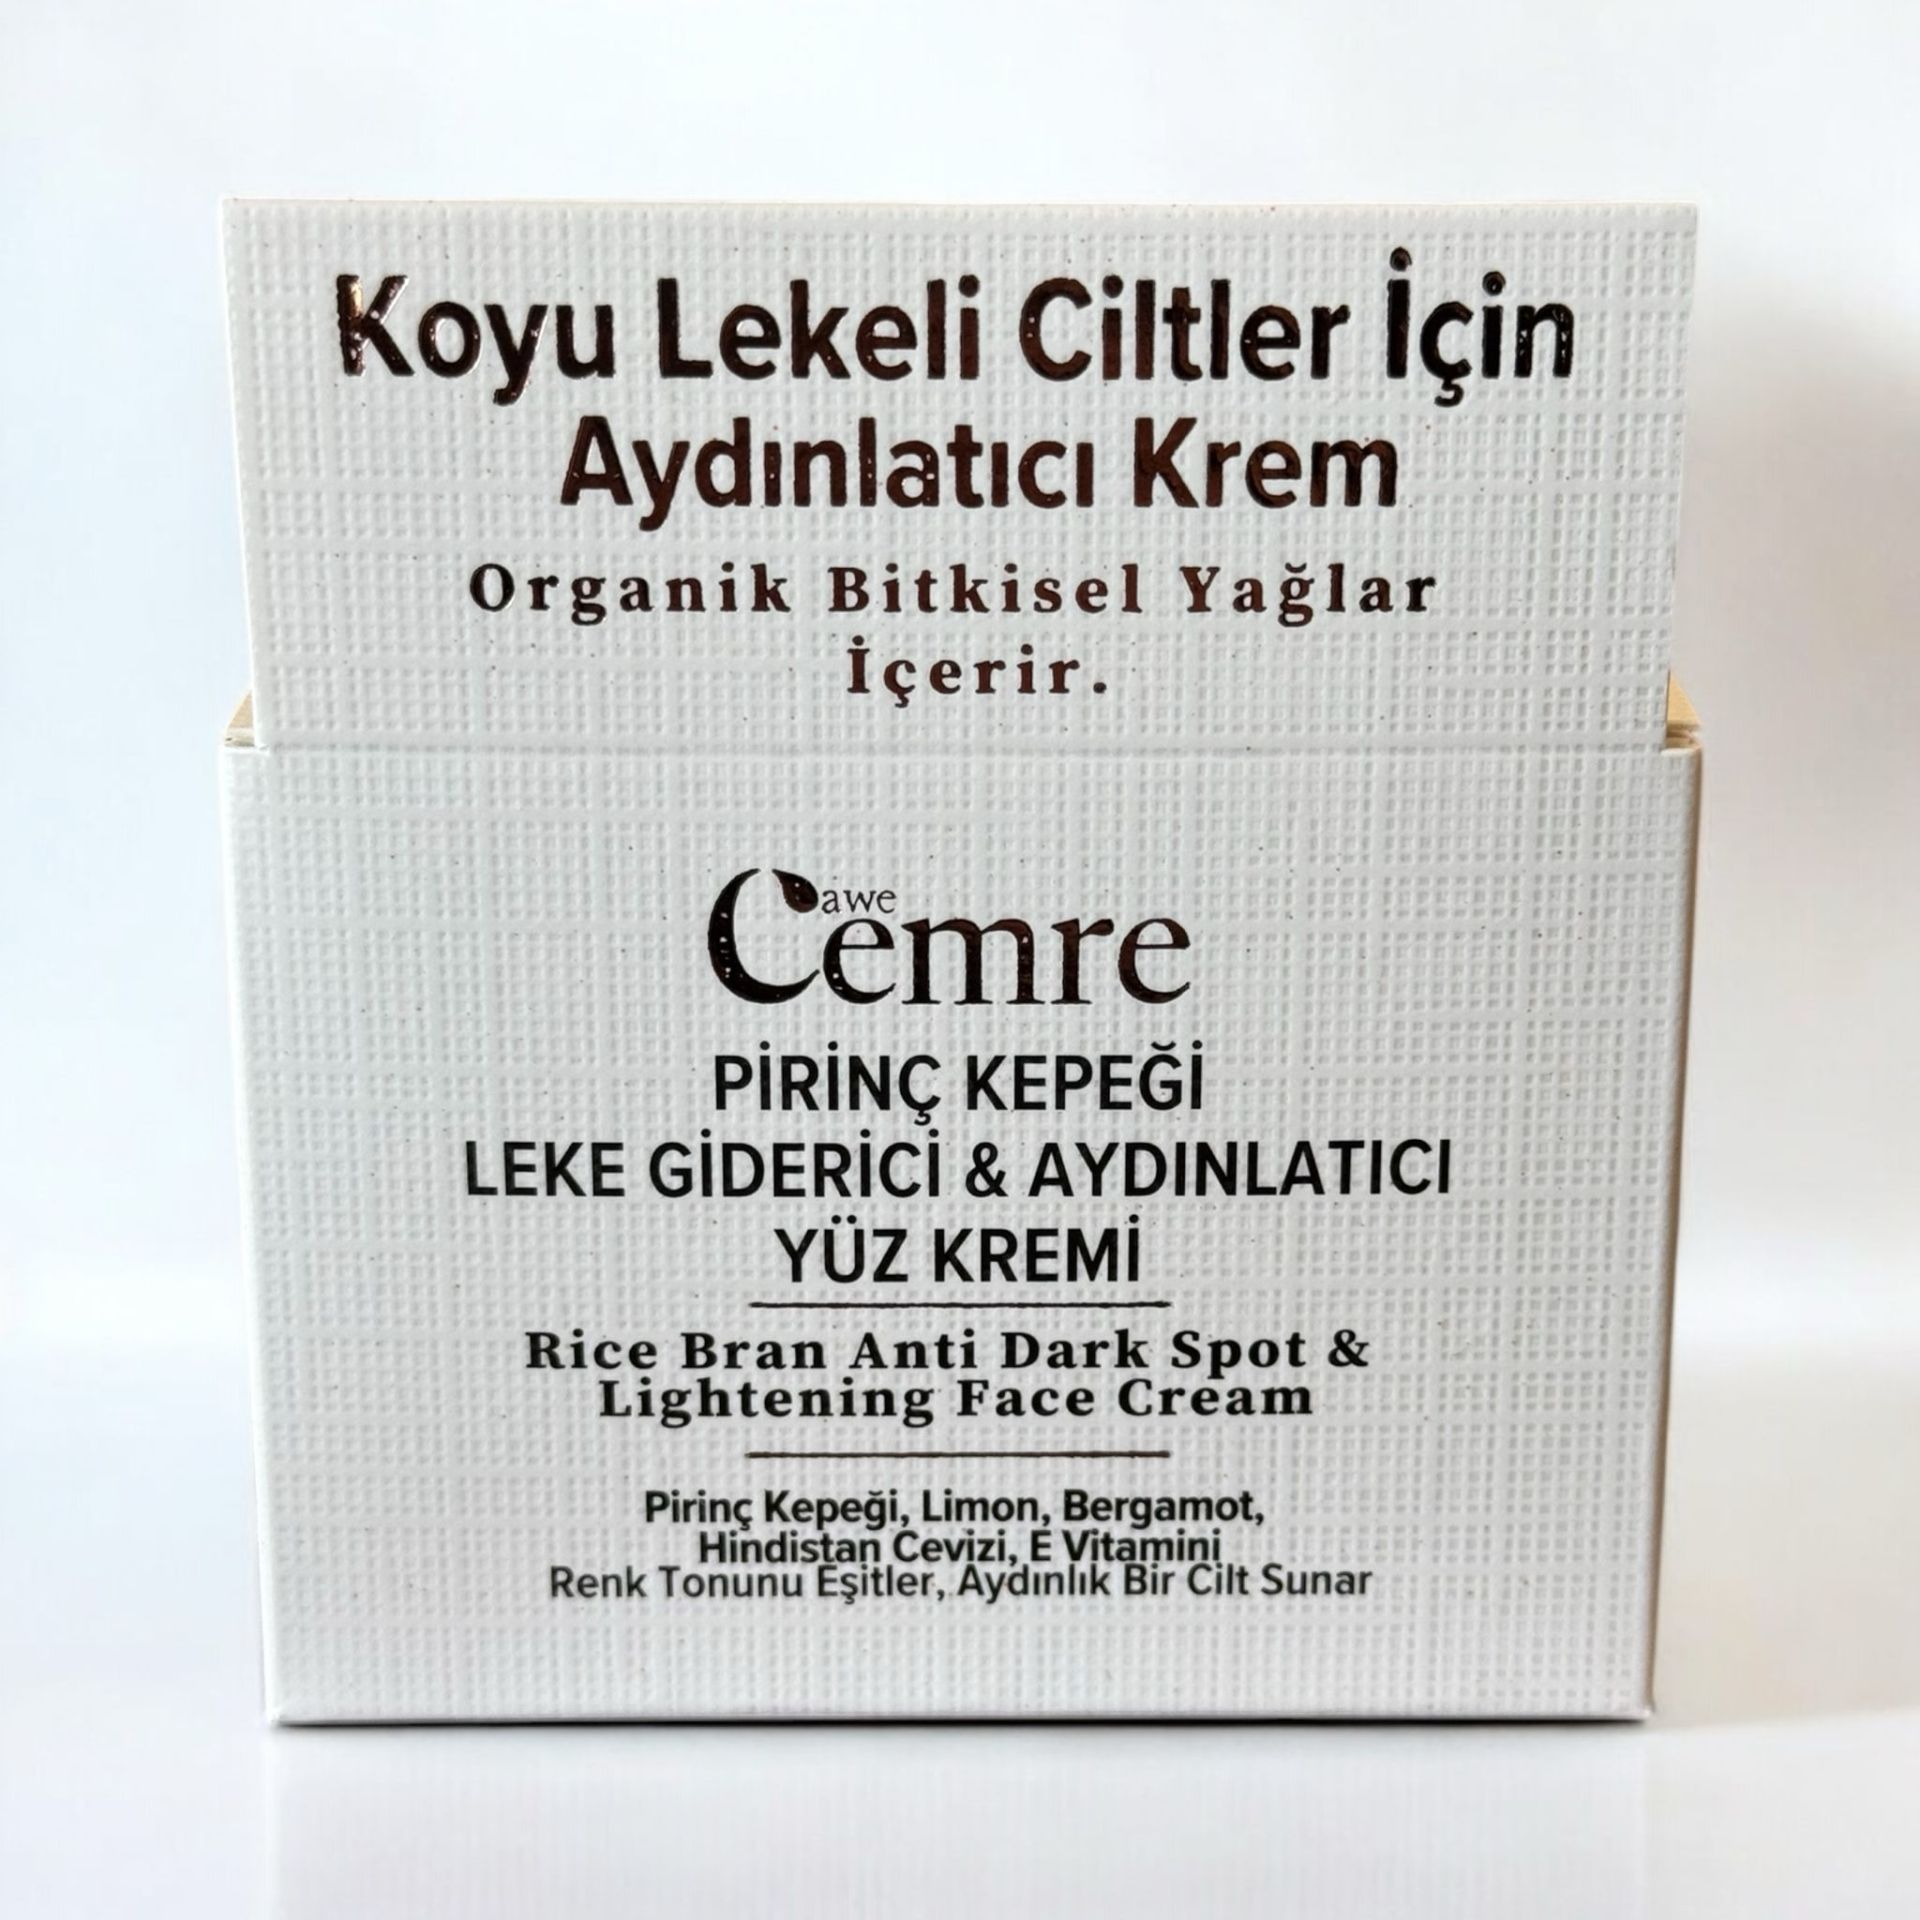 Koyu Lekeli Ciltler İçin
Aydınlatıcı Krem
Organik Bitkisel Yağlar
İçerir.
awe
Cemre
PİRİNÇ KEPEĞİ
LEKE GİDERİCİ & AYDINLATICI
YÜZ KREMİ
Rice Bran Anti Dark Spot &
Lightening Face Cream
Pirinç Kepeği, Limon, Bergamot,
Hindistan Cevizi, E Vitamini
Renk Tonunu Eşitler, Aydınlık Bir Cilt Sunar